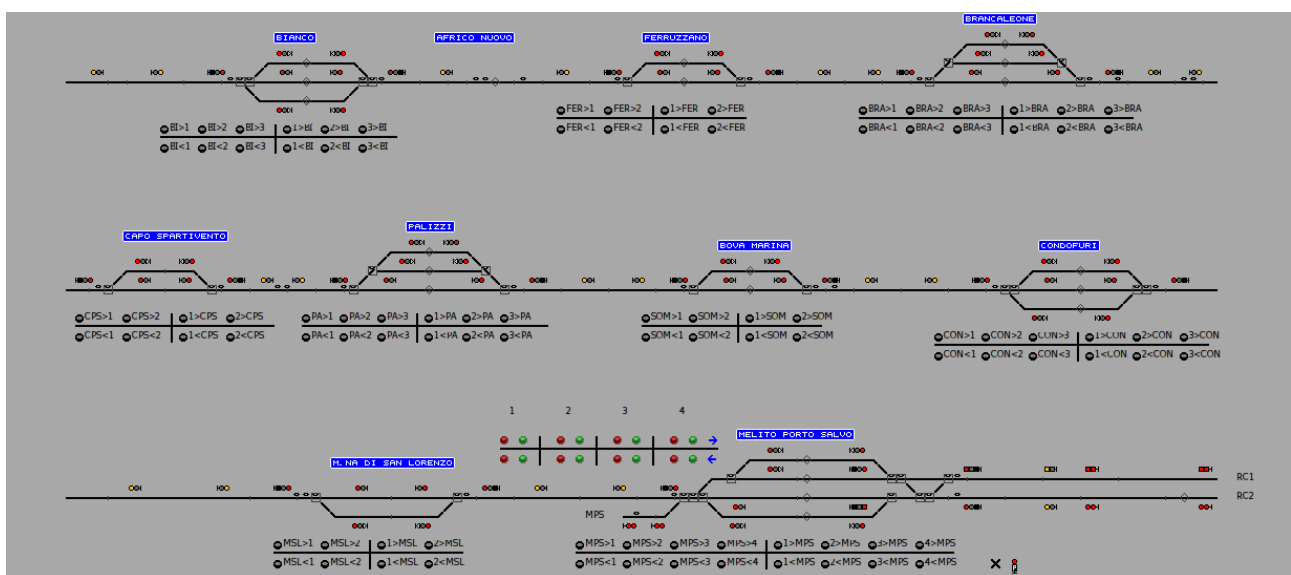 BRANCALEONE
BIANCO AFRICO NUOVO FERRUZZANO
FER>1 FER>2 1>FER 2>FER
FER<1 FER<2 1<FER 2<FER
BRA>1 BRA>2 BRA>3 1>BRA 2>BRA 3>BRA
BRA<1 BRA<2 BRA<3 1<BRA 2<BRA 3<BRA
BI>1 BI>2 BI>3 1>BI 2>BI 3>BI
BI<1 BI<2 BI<3 1<BI 2<BI 3<BI
CAPO SPARTIVENTO PALIZZI BOVA MARINA CONDOFURI
CPS>1 CPS>2 1>CPS 2>CPS
CPS<1 CPS<2 1<CPS 2<CPS
PA>1 PA>2 PA>3 1>PA 2>PA 3>PA
PA<1 PA<2 PA<3 1<PA 2<PA 3<PA
SOM>1 SOM>2 1>SOM 2>SOM
SOM<1 SOM<2 1<SOM 2<SOM
CON>1 CON>2 CON>3 1>CON 2>CON 3>CON
CON<1 CON<2 CON<3 1<CON 2<CON 3<CON
1 2 3 4
MELITO PORTO SALVO
M.NA DI SAN LORENZO
RC1
RC2
MPS
MSL>1 MSL>2 1>MSL 2>MSL
MSL<1 MSL<2 1<MSL 2<MSL
MPS>1 MPS>2 MPS>3 MPS>4 1>MPS 2>MPS 3>MPS 4>MPS
MPS<1 MPS<2 MPS<3 MPS<4 1<MPS 2<MPS 3<MPS 4<MPS